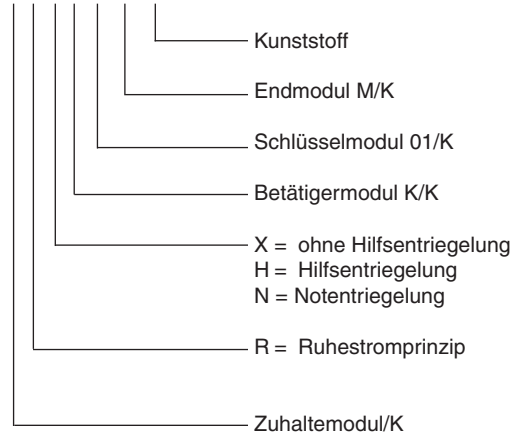 Kunststoff
Endmodul M/K
Schlüsselmodul 01/K
Betätigermodul K/K
X = ohne Hilfsentriegelung
H = Hilfsentriegelung
N = Notentriegelung
R = Ruhestromprinzip
Zuhaltemodul/K